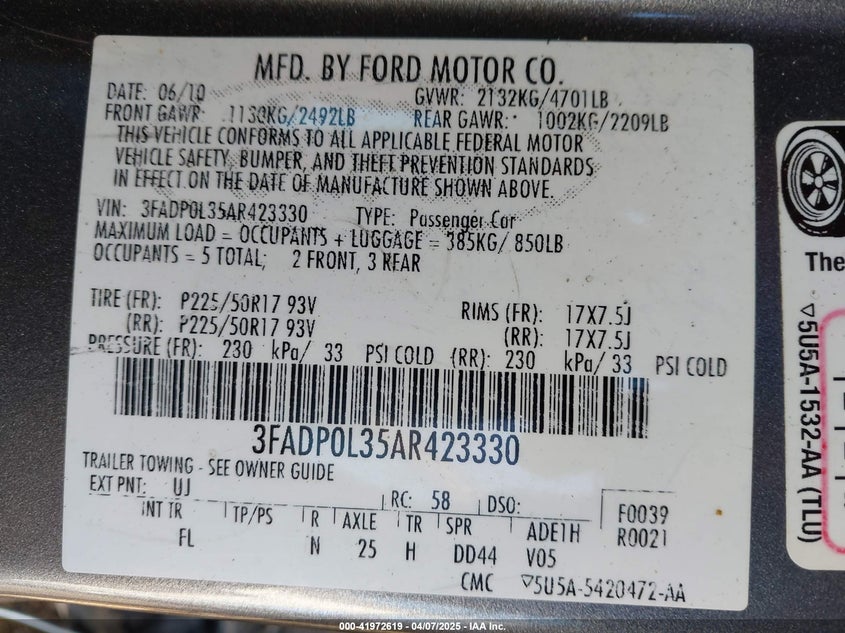 MFD. BY FORD MOTOR CO.
DATE: 06/10 GVWR: 2132KG/4701LB
FRONT GAWR: 1130KG/2492LB REAR GAWR: 1002KG/2209LB
THIS VEHICLE CONFORMS TO ALL APPLICABLE FEDERAL MOTOR
VEHICLE SAFETY, BUMPER, AND THEFT PREVENTION STANDARDS
IN EFFECT ON THE DATE OF MANUFACTURE SHOWN ABOVE.
VIN: 3FADP0L35AR423330 TYPE: Passenger Car
MAXIMUM LOAD = OCCUPANTS + LUGGAGE = 385KG/ 850LB
OCCUPANTS = 5 TOTAL; 2 FRONT, 3 REAR
TIRE (FR): P225/50R17 93V RIMS (FR): 17X7.5J
(RR): P225/50R17 93V (RR): 17X7.5J
PRESSURE (FR): 230 kPa/ 33 PSI COLD (RR): 230 kPa/ 33 PSI COLD
3FADP0L35AR423330
TRAILER TOWING - SEE OWNER GUIDE
EXT PNT: UJ RC: 58 DSO: F0039
INT TR TP/PS R AXLE TR SPR ADE1H R0021
FL N 25 H DD44 V05
CMC ▽5U5A-5420472-AA
The
▽5U5A-1532-AA (TLU)
000-41972619 - 04/07/2025 - IAA Inc.